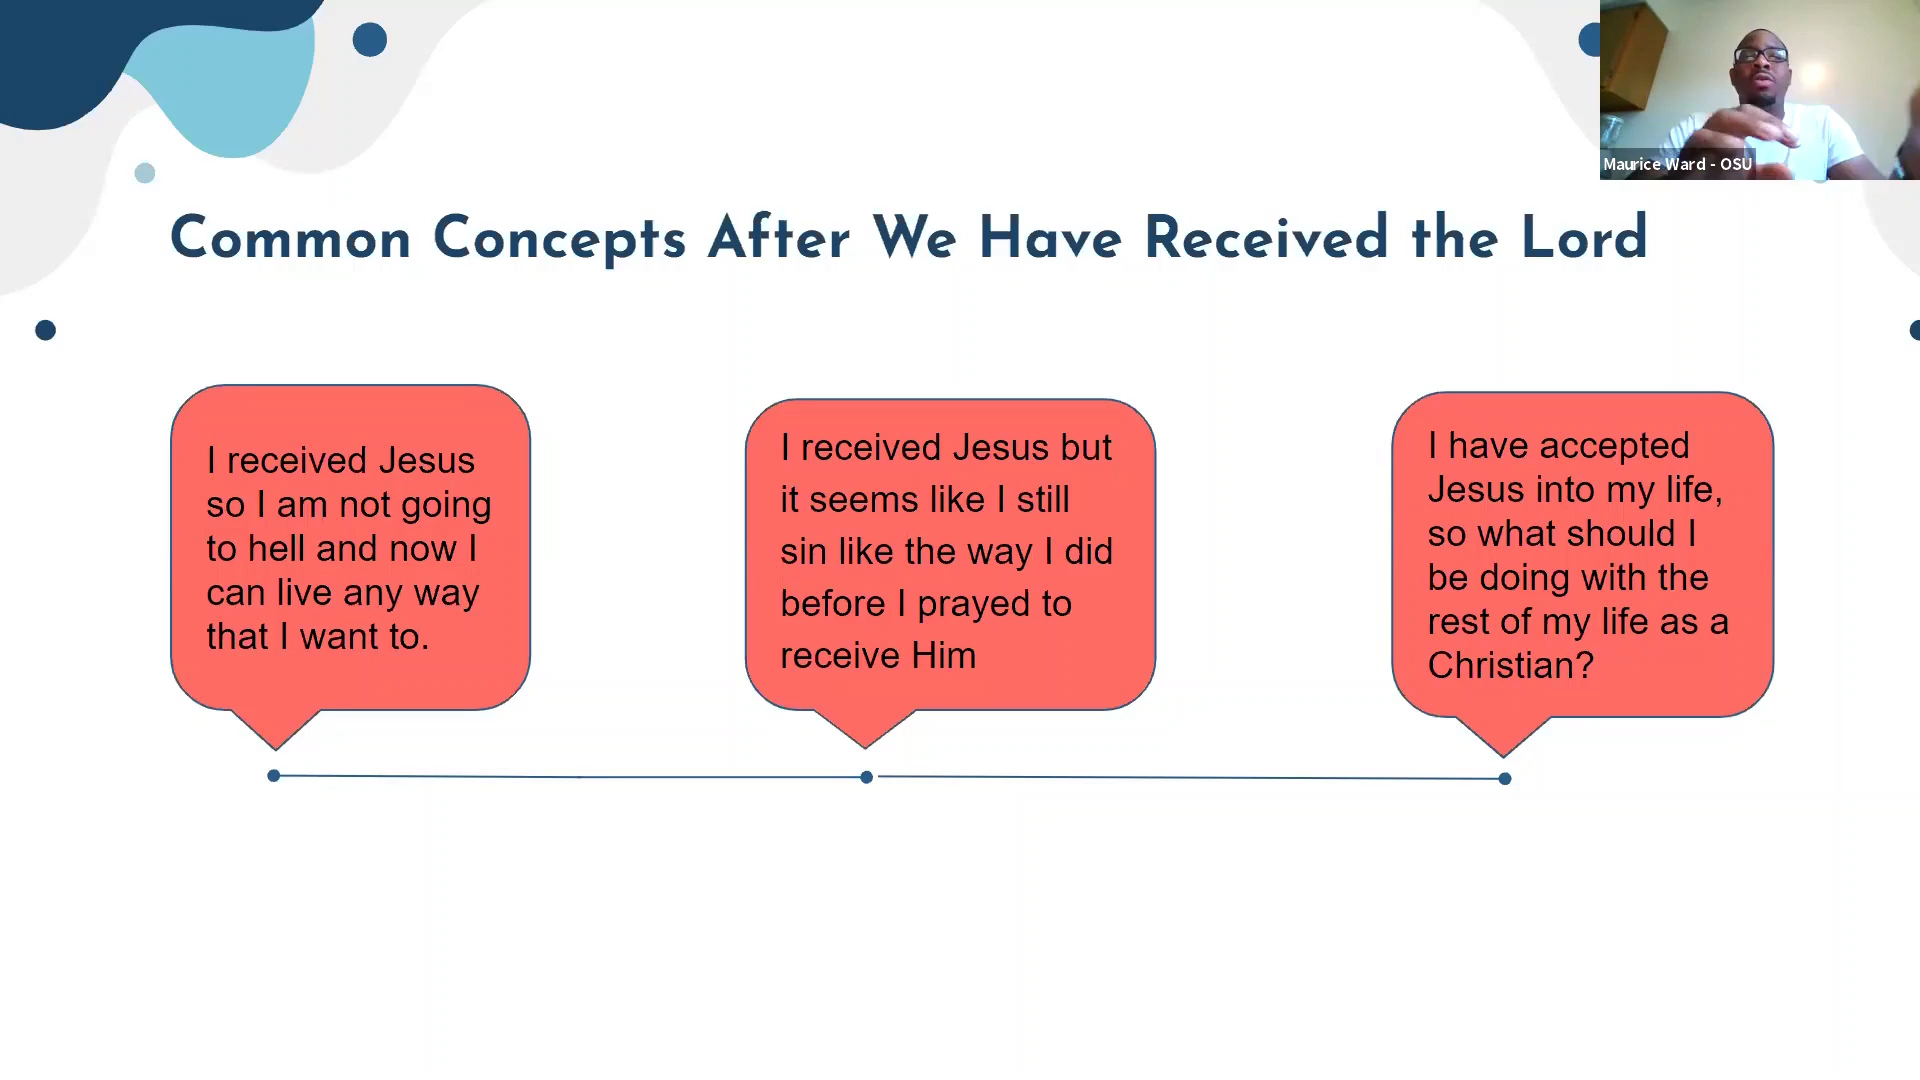 Maurice Ward - OSU
Common Concepts After We Have Received the Lord
I received Jesus
so I am not going
to hell and now I
can live any way
that I want to.
I received Jesus but
it seems like I still
sin like the way I did
before I prayed to
receive Him
I have accepted
Jesus into my life,
so what should I
be doing with the
rest of my life as a
Christian?